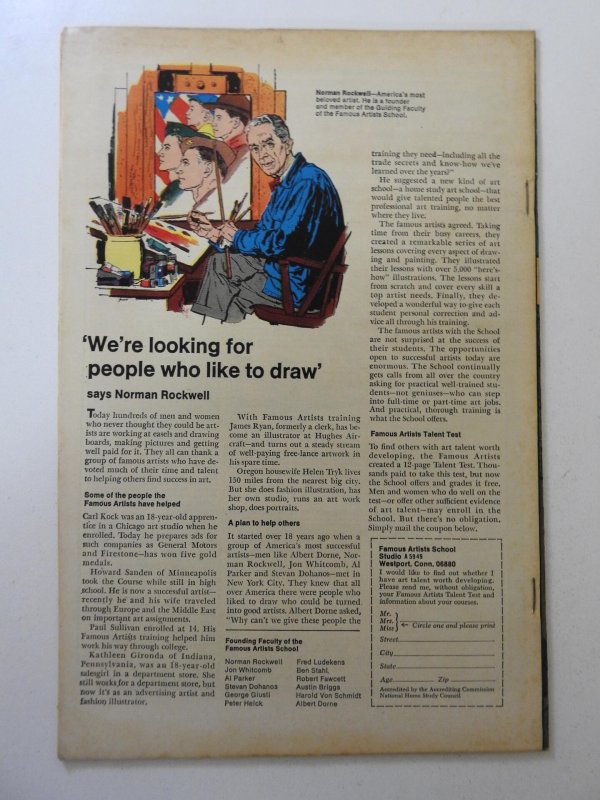 Norman Rockwell—America's most
beloved artist. He is a founder
and member of the Guiding Faculty
of the Famous Artists School.
'We're looking for
people who like to draw'
says Norman Rockwell
Today hundreds of men and women
who never thought they could be art-
ists are working at easels and drawing
boards, making pictures and getting
well paid for it. They all can thank a
group of famous artists who have de-
voted much of their time and talent
to helping others find success in art.
Some of the people the
Famous Artists have helped
Carl Kock was an 18-year-old appren-
tice in a Chicago art studio when he
enrolled. Today he prepares ads for
such companies as General Motors
and Firestone—has won five gold
medals.
Howard Sanden of Minneapolis
took the Course while still in high
school. He is now a successful artist—
recently he and his wife traveled
through Europe and the Middle East
on important art assignments.
Paul Sullivan enrolled at 14. His
Famous Artists training helped him
work his way through college.
Kathleen Gironda of Indiana,
Pennsylvania, was an 18-year-old
salesgirl in a department store. She
still works for a department store, but
now it's as an advertising artist and
fashion illustrator.
With Famous Artists training
James Ryan, formerly a clerk, has be-
come an illustrator at Hughes Air-
craft—and turns out a steady stream
of well-paying free-lance artwork in
his spare time.
Oregon housewife Helen Tryk lives
150 miles from the nearest big city.
But she does fashion illustration, has
her own studio, runs an art work
shop, does portraits.
A plan to help others
It started over 18 years ago when a
group of America's most successful
artists—men like Albert Dorne, Nor-
man Rockwell, Jon Whitcomb, Al
Parker and Stevan Dohanos—met in
New York City. They knew that all
over America there were people who
liked to draw who could be turned
into good artists. Albert Dorne asked,
"Why can't we give these people the
Founding Faculty of the
Famous Artists School
Norman Rockwell
Jon Whitcomb
Al Parker
Stevan Dohanos
George Giusti
Peter Helck
Fred Ludekens
Ben Stahl
Robert Fawcett
Austin Briggs
Harold Von Schmidt
Albert Dorne
training they need—including all the
trade secrets and know-how we've
learned over the years?"
He suggested a new kind of art
school—a home study art school—that
would give talented people the best
professional art training, no matter
where they live.
The famous artists agreed. Taking
time from their busy careers, they
created a remarkable series of art
lessons covering every aspect of draw-
ing and painting. They illustrated
their lessons with over 5,000 "here's-
how" illustrations. The lessons start
from scratch and cover every skill a
top artist needs. Finally, they de-
veloped a wonderful way to give each
student personal correction and ad-
vice all through his training.
The famous artists with the School
are not surprised at the success of
their students. The opportunities
open to successful artists today are
enormous. The School continually
gets calls from all over the country
asking for practical well-trained stu-
dents—not geniuses—who can step
into full-time or part-time art jobs.
And practical, thorough training is
what the School offers.
Famous Artists Talent Test
To find others with art talent worth
developing, the Famous Artists
created a 12-page Talent Test. Thou-
sands paid to take this test, but now
the School offers and grades it free.
Men and women who do well on the
test—or offer other sufficient evidence
of art talent—may enroll in the
School. But there's no obligation.
Simply mail the coupon below.
Famous Artists School
Studio A 5945
Westport, Conn. 06880
I would like to find out whether I
have art talent worth developing.
Please send me, without obligation,
your Famous Artists Talent Test and
information about your courses.
Mr.
Mrs.
Miss
Circle one and please print
Street
City
State
Age Zip
Accredited by the Accrediting Commission
National Home Study Council